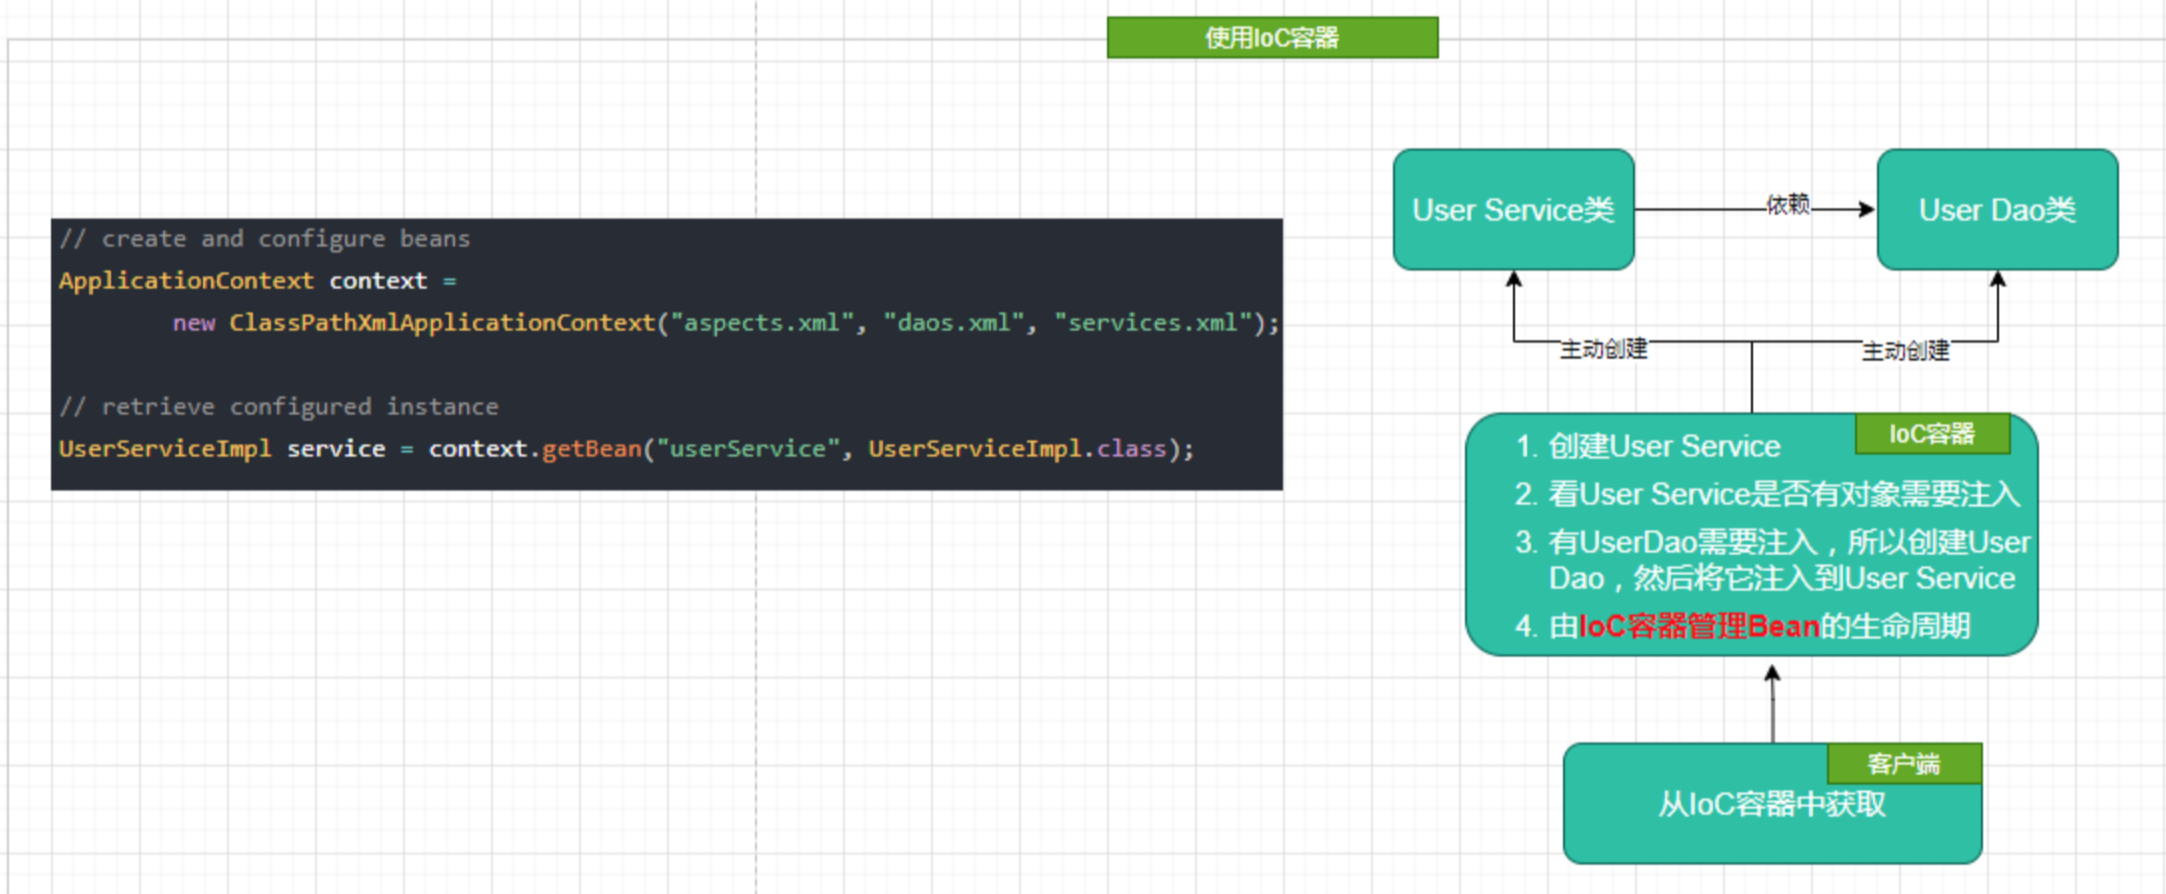 使用IoC容器
// create and configure beans
ApplicationContext context =
new ClassPathXmlApplicationContext("aspects.xml", "daos.xml", "services.xml");
// retrieve configured instance
UserServiceImpl service = context.getBean("userService", UserServiceImpl.class);
User Service类
依赖
User Dao类
主动创建
主动创建
IoC容器
1. 创建User Service
2. 看User Service是否有对象需要注入
3. 有UserDao需要注入，所以创建User
Dao，然后将它注入到User Service
4. 由IoC容器管理Bean的生命周期
客户端
从IoC容器中获取